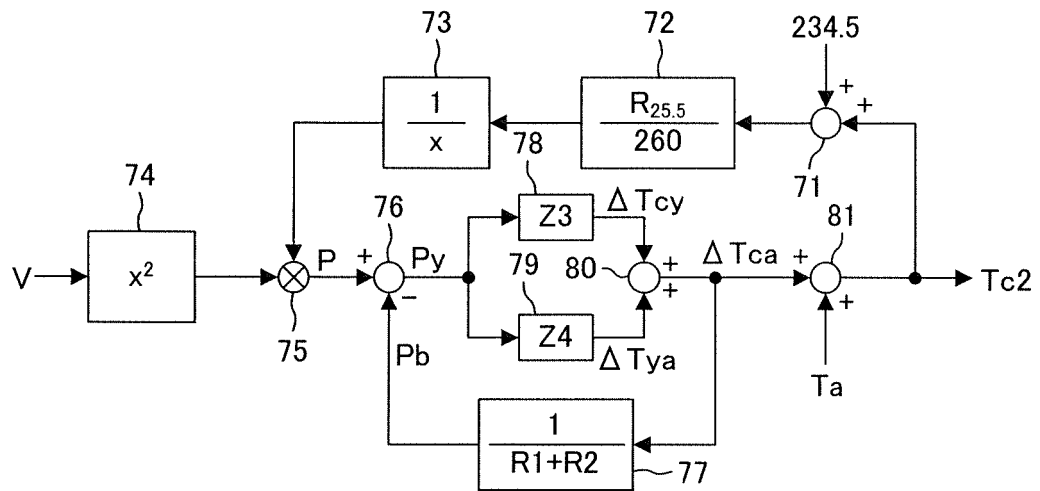 73
72
234.5
1
x
R25.5
260
+
+
71
74
78
76
Z3
ΔTcy
81
V
x²
P
+
Py
79
80
+
+
ΔTca
+
Tc2
75
−
Z4
ΔTya
+
Pb
Ta
1
R1+R2
77